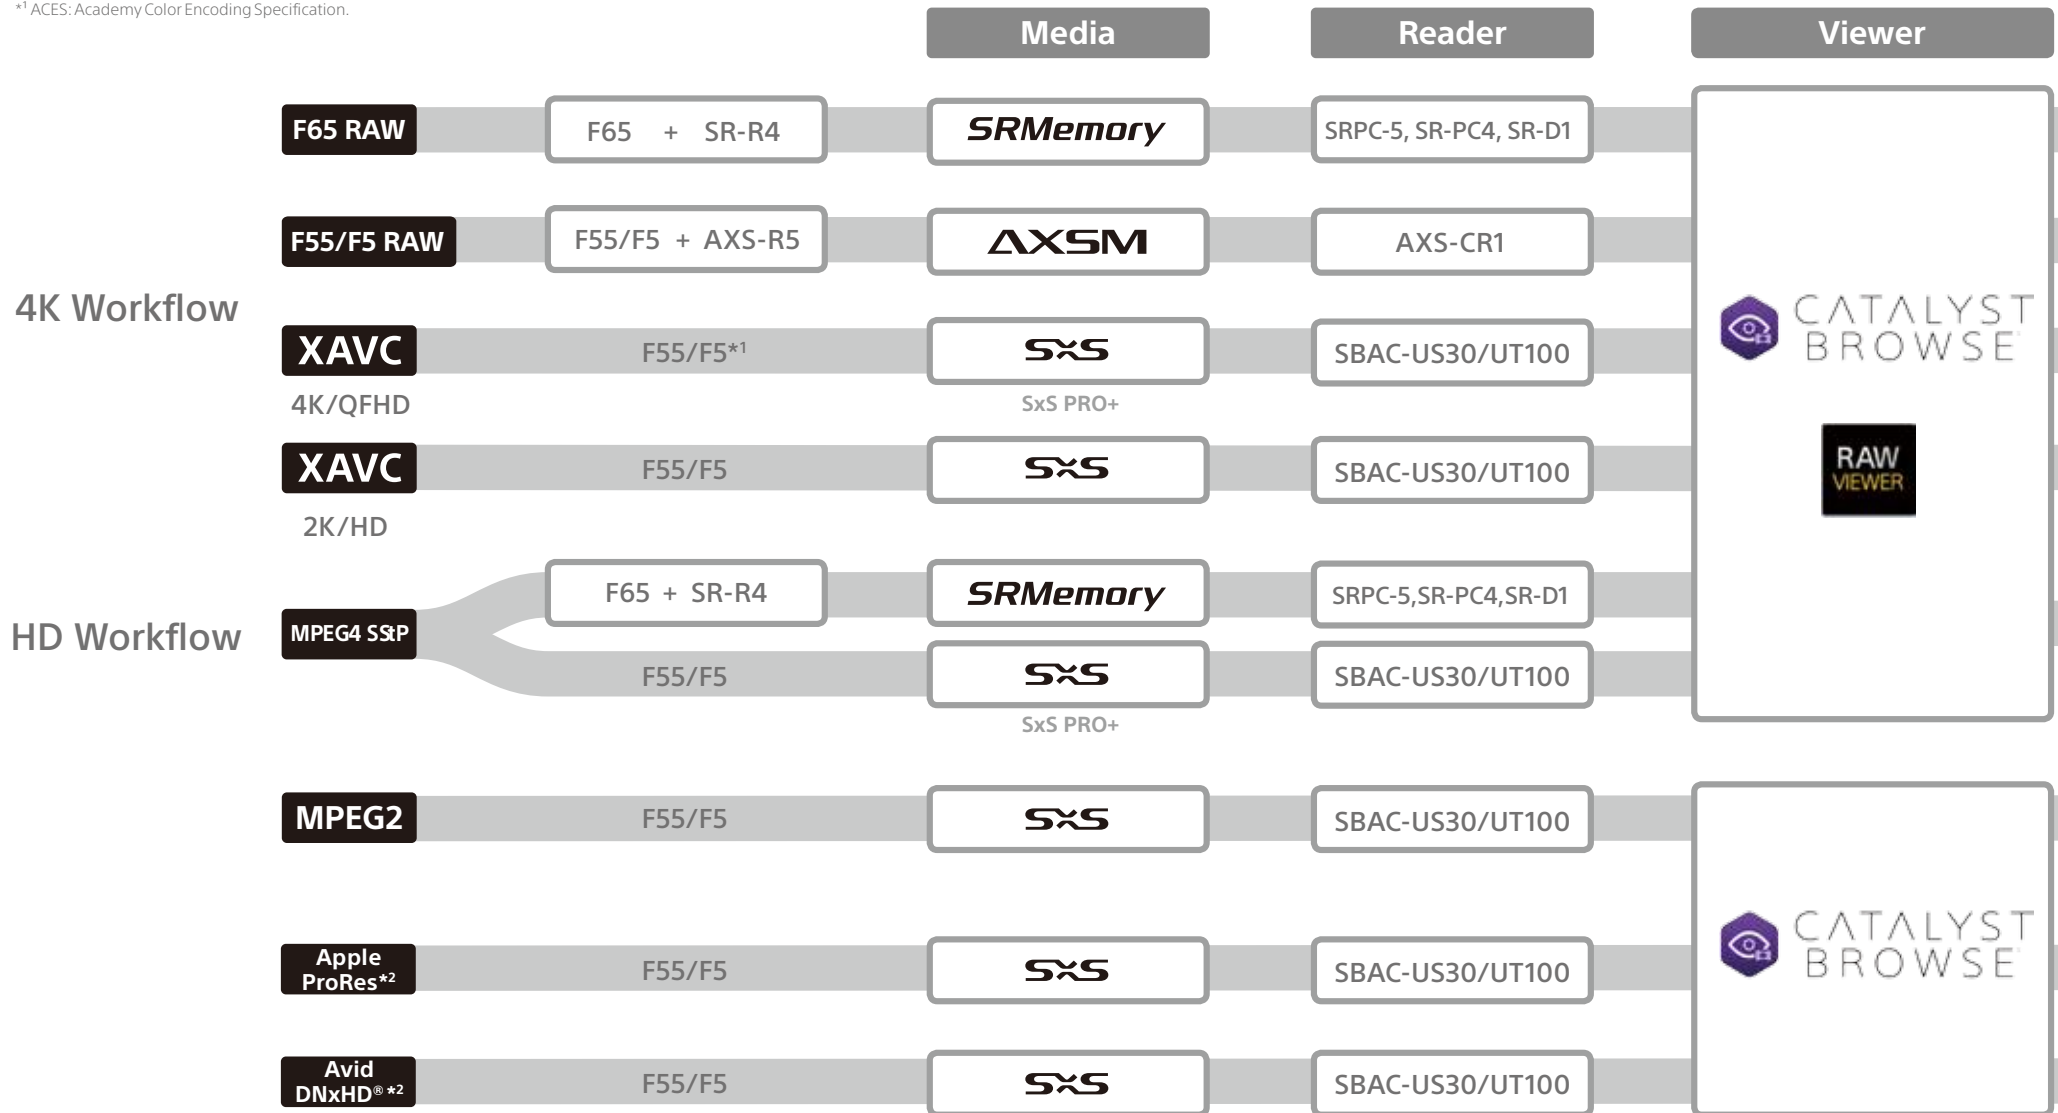 *1 ACES: Academy Color Encoding Specification.
Media
Reader
Viewer
F65 RAW
F65 + SR-R4
SRMemory
SRPC-5, SR-PC4, SR-D1
F55/F5 RAW
F55/F5 + AXS-R5
AXSM
AXS-CR1
4K Workflow
XAVC
F55/F5*1
SxS
SBAC-US30/UT100
CATALYST
BROWSE
4K/QFHD
SxS PRO+
XAVC
F55/F5
SxS
SBAC-US30/UT100
RAW
VIEWER
2K/HD
HD Workflow
MPEG4 SStP
F65 + SR-R4
SRMemory
SRPC-5,SR-PC4,SR-D1
F55/F5
SxS
SBAC-US30/UT100
SxS PRO+
MPEG2
F55/F5
SxS
SBAC-US30/UT100
Apple
ProRes*2
F55/F5
SxS
SBAC-US30/UT100
CATALYST
BROWSE
Avid
DNxHD® *2
F55/F5
SxS
SBAC-US30/UT100